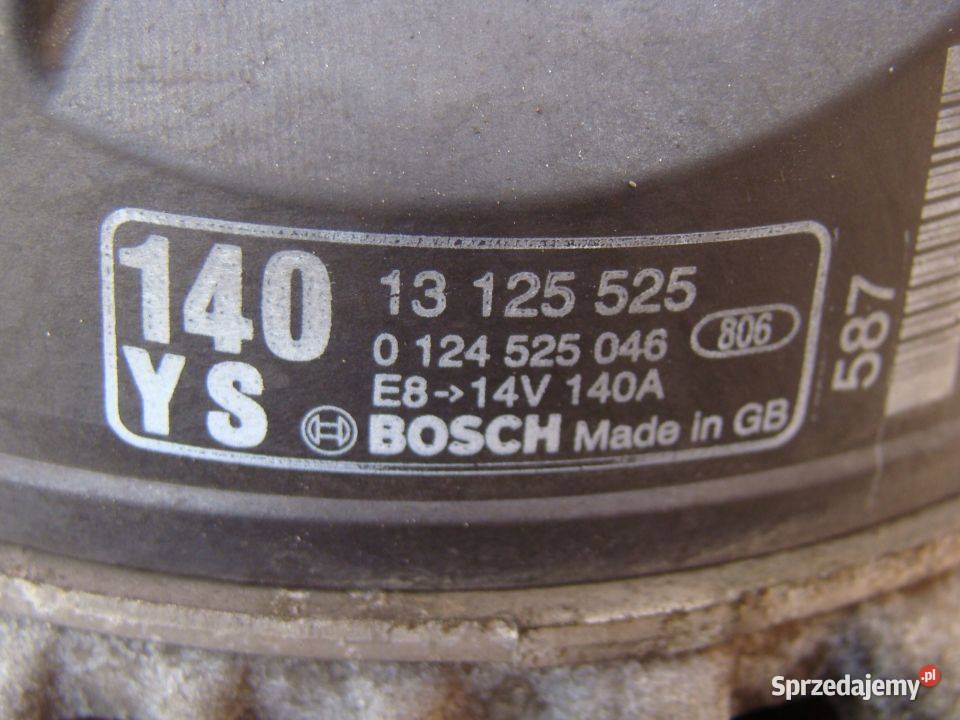 140
YS
13 125 525
0 124 525 046
806
E8->14V 140A
BOSCH Made in GB
587
Sprzedajemy.pl